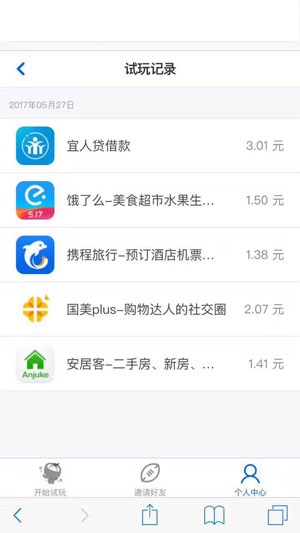 试玩记录
2017年05月27日
宜人贷借款 3.01 元
饿了么-美食超市水果生... 1.50 元
5.17
携程旅行-预订酒店机票... 1.38 元
国美plus-购物达人的社交圈 2.07 元
安居客-二手房、新房、... 1.41 元
Anjuke
开始试玩 邀请好友 个人中心